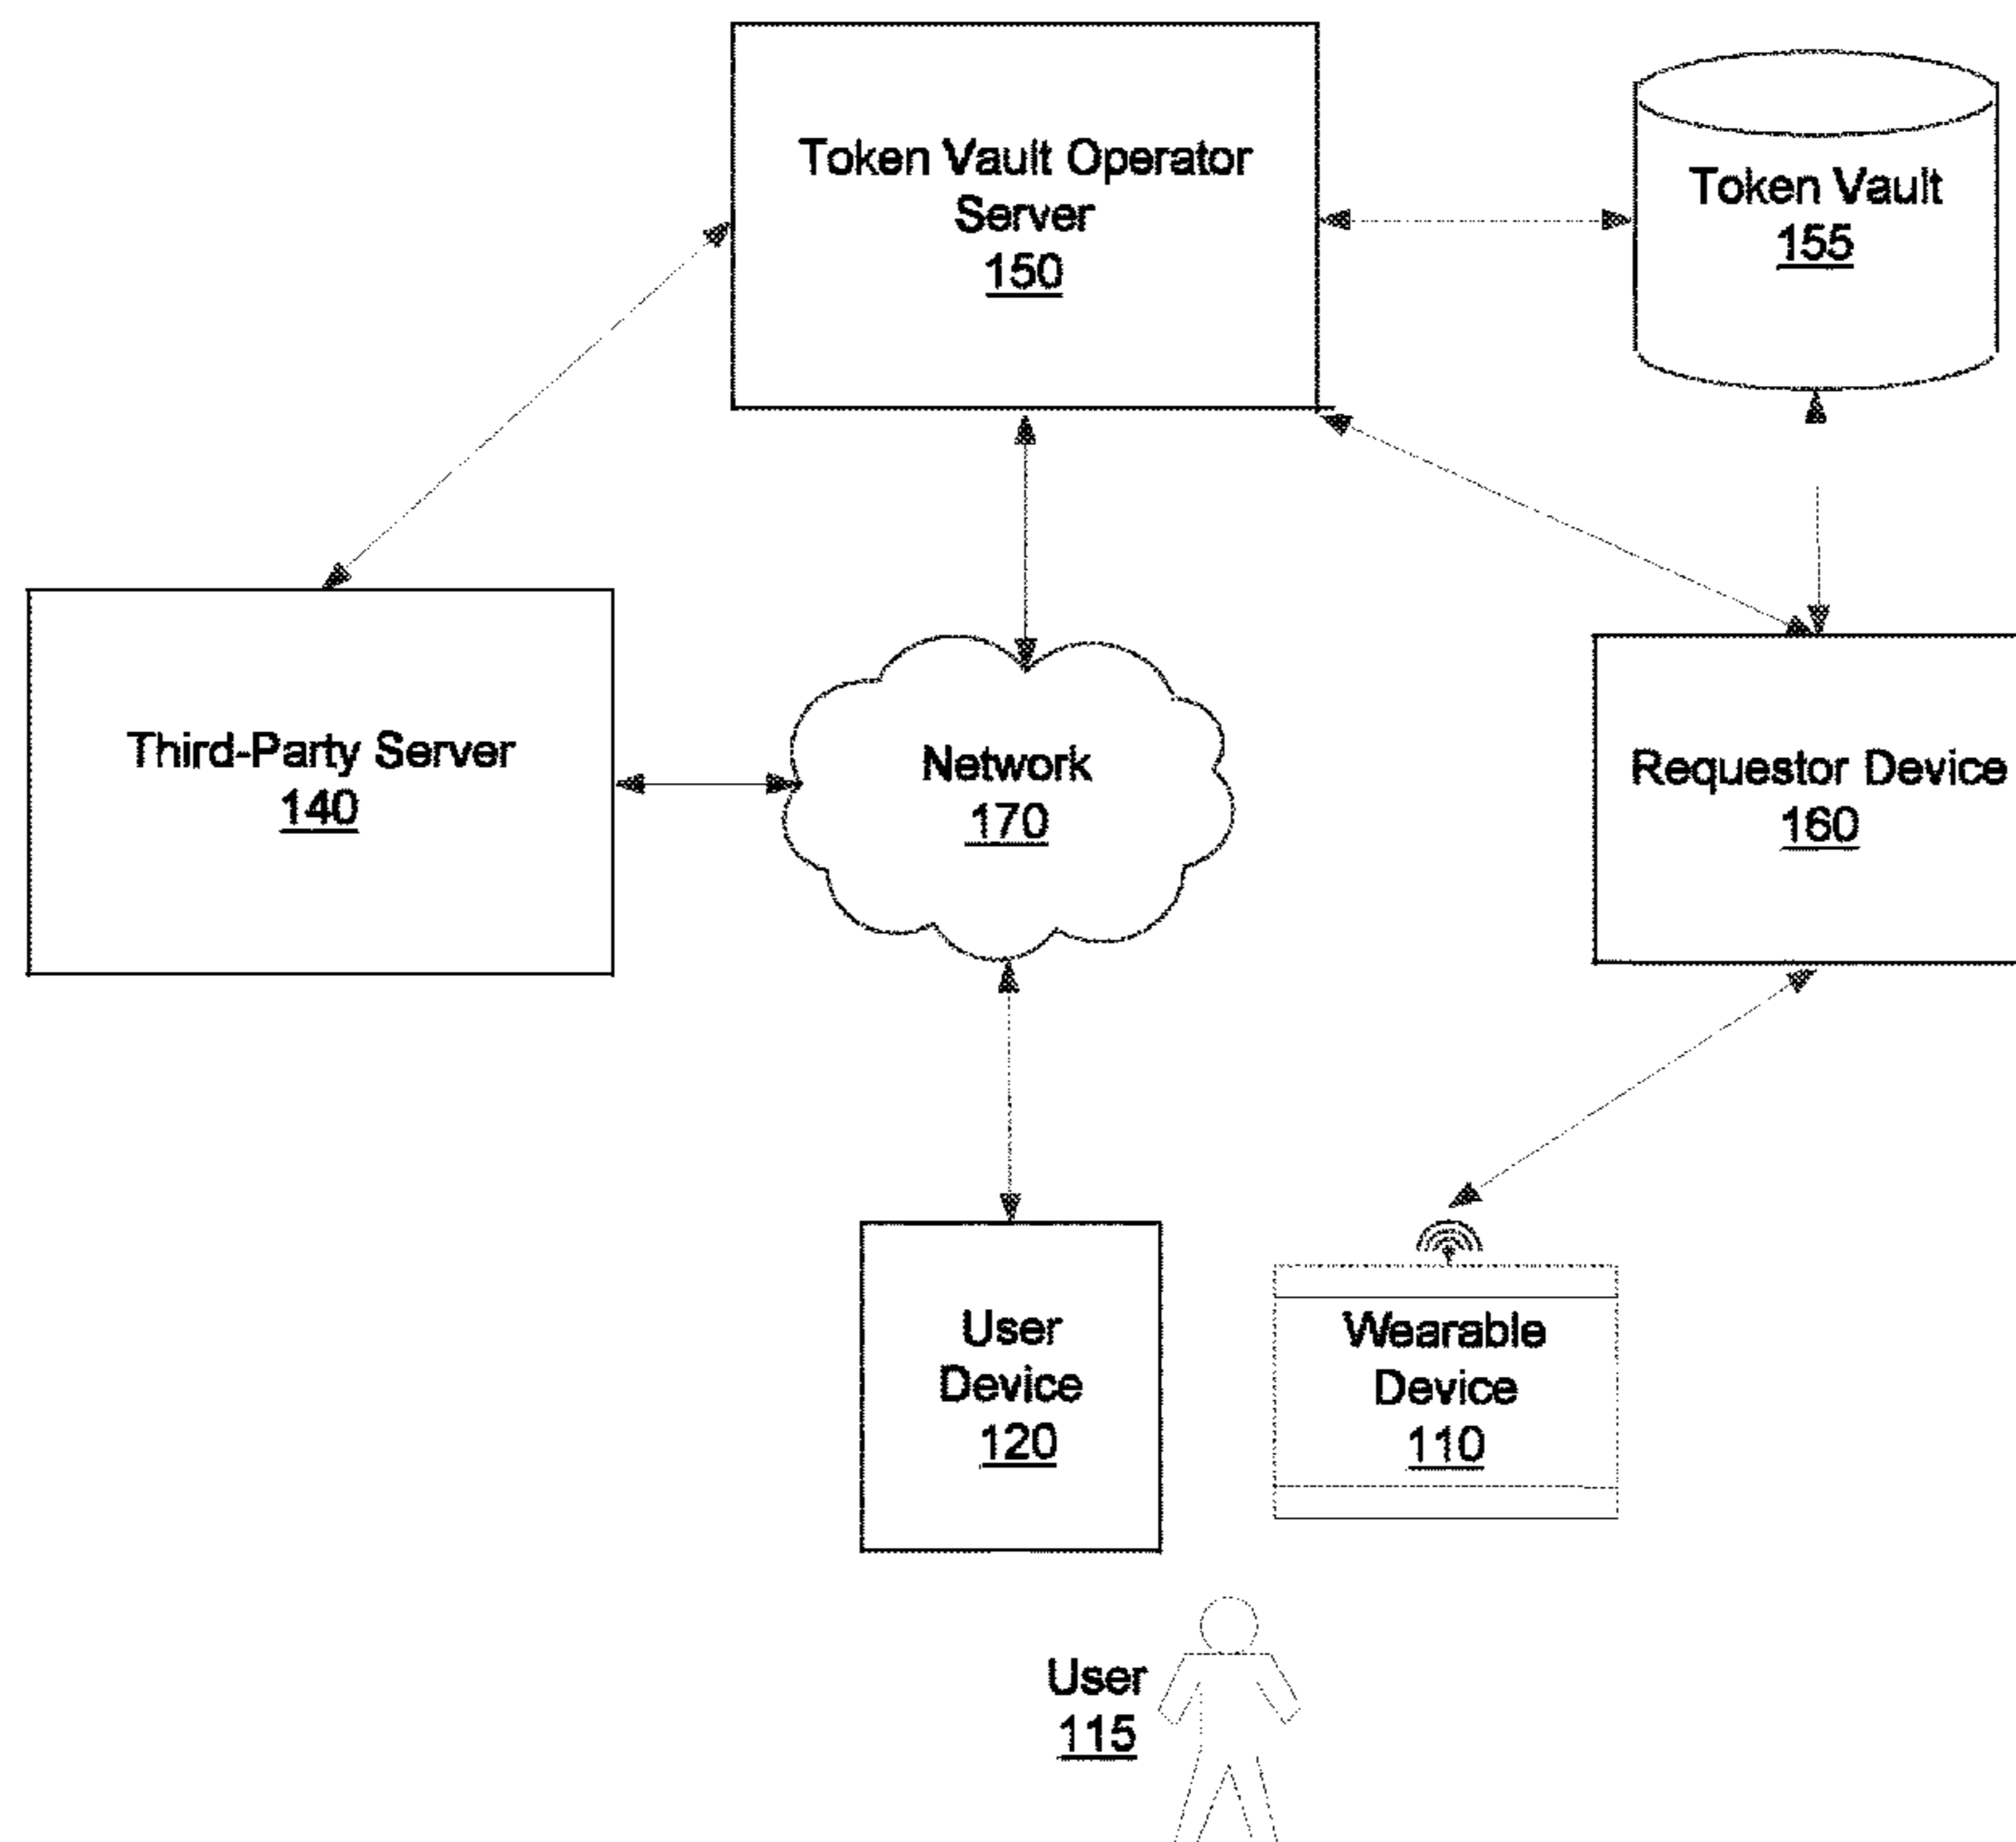 Token Vault Operator
Server
150
Token Vault
155
Third-Party Server
140
Network
170
Requestor Device
160
User
Device
120
Wearable
Device
110
User
115